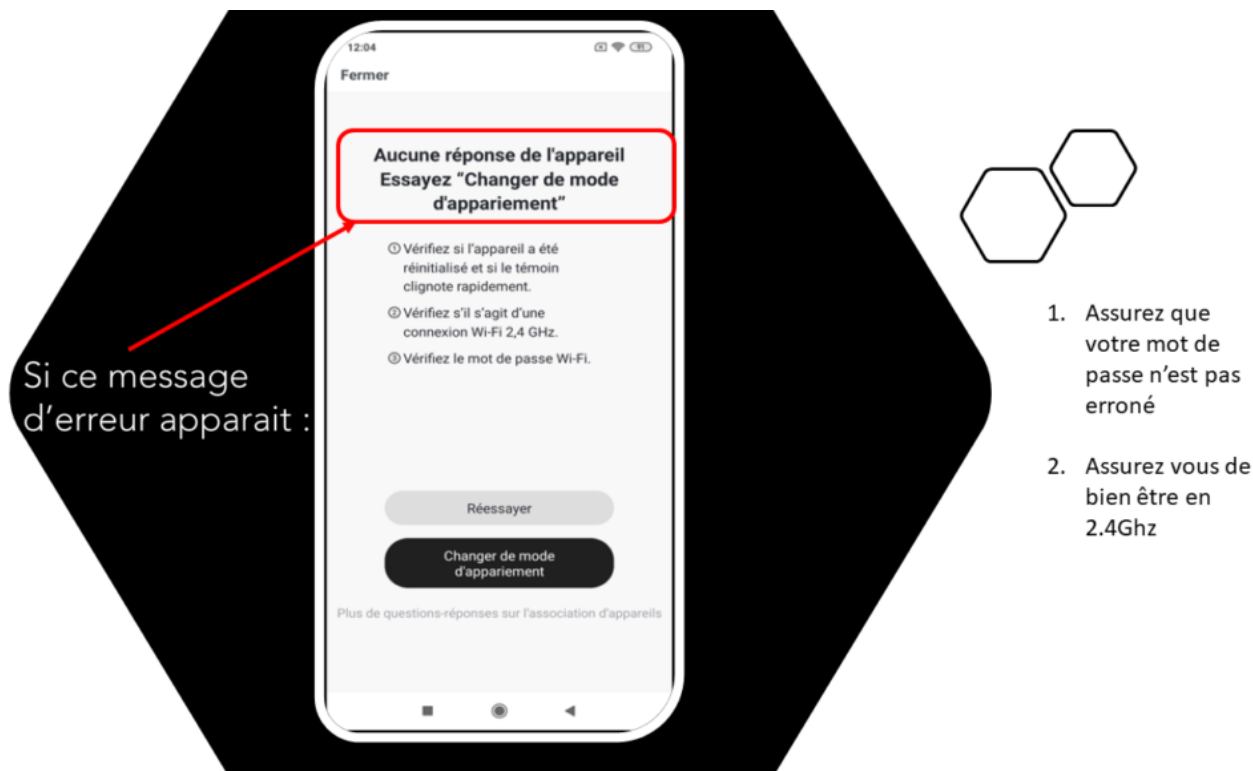 12:04
91
Fermer
Aucune réponse de l'appareil
Essayez “Changer de mode
d'appariement”
① Vérifiez si l'appareil a été
réinitialisé et si le témoin
clignote rapidement.
② Vérifiez s'il s'agit d'une
connexion Wi-Fi 2,4 GHz.
③ Vérifiez le mot de passe Wi-Fi.
Réessayer
Changer de mode
d'appariement
Plus de questions-réponses sur l'association d'appareils
Si ce message
d’erreur apparait :
1. Assurez que
votre mot de
passe n’est pas
erroné
2. Assurez vous de
bien être en
2.4Ghz